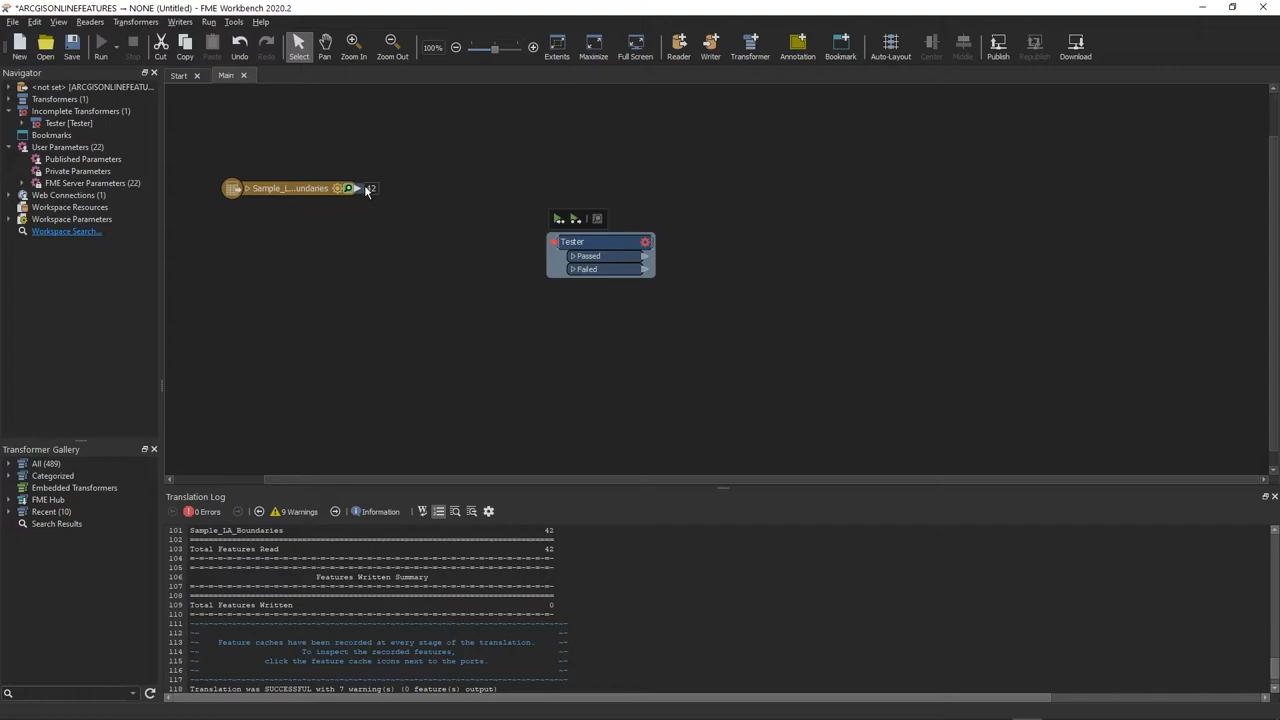 *ARCGISONLINEFEATURES → NONE (Untitled) - FME Workbench 2020.2
File Edit View Readers Transformers Writers Run Tools Help
New Open Save Run Stop Cut Copy Paste Undo Redo Select Pan Zoom In 100% Zoom Out Extents Maximize Full Screen Reader Writer Transformer Annotation Bookmark Auto-Layout Center Middle Publish Republish Download
Navigator
Start Main
<not set> [ARCGISONLINEFEATU...
Transformers (1)
Incomplete Transformers (1)
Tester [Tester]
Bookmarks
User Parameters (22)
Published Parameters
Private Parameters
FME Server Parameters (22)
Web Connections (1)
Workspace Resources
Workspace Parameters
Workspace Search...
Sample_L...undaries 42
Tester
Passed
Failed
Transformer Gallery
All (489)
Categorized
Embedded Transformers
FME Hub
Recent (10)
Search Results
Translation Log
0 Errors 9 Warnings Information
101 Sample_LA_Boundaries 42
102 ==============================================================================
103 Total Features Read 42
104 =-=-=-=-=-=-=-=-=-=-=-=-=-=-=-=-=-=-=-=-=-=-=-=-=-=-=-=-=-=-=-=-=-=-=-=-=-=-=-
105 =-=-=-=-=-=-=-=-=-=-=-=-=-=-=-=-=-=-=-=-=-=-=-=-=-=-=-=-=-=-=-=-=-=-=-=-=-=-=-
106 Features Written Summary
107 =-=-=-=-=-=-=-=-=-=-=-=-=-=-=-=-=-=-=-=-=-=-=-=-=-=-=-=-=-=-=-=-=-=-=-=-=-=-=-
108 ==============================================================================
109 Total Features Written 0
110 =-=-=-=-=-=-=-=-=-=-=-=-=-=-=-=-=-=-=-=-=-=-=-=-=-=-=-=-=-=-=-=-=-=-=-=-=-=-=-
111 -~-~-~-~-~-~-~-~-~-~-~-~-~-~-~-~-~-~-~-~-~-~-~-~-~-~-~-~-~-~-~-~-~-~-~-~-~-~-~-~-
112 ~- -~
113 ~- Feature caches have been recorded at every stage of the translation. -~
114 ~- To inspect the recorded features, -~
115 ~- click the feature cache icons next to the ports. -~
116 ~- -~
117 -~-~-~-~-~-~-~-~-~-~-~-~-~-~-~-~-~-~-~-~-~-~-~-~-~-~-~-~-~-~-~-~-~-~-~-~-~-~-~-~-
118 Translation was SUCCESSFUL with 7 warning(s) (0 feature(s) output)